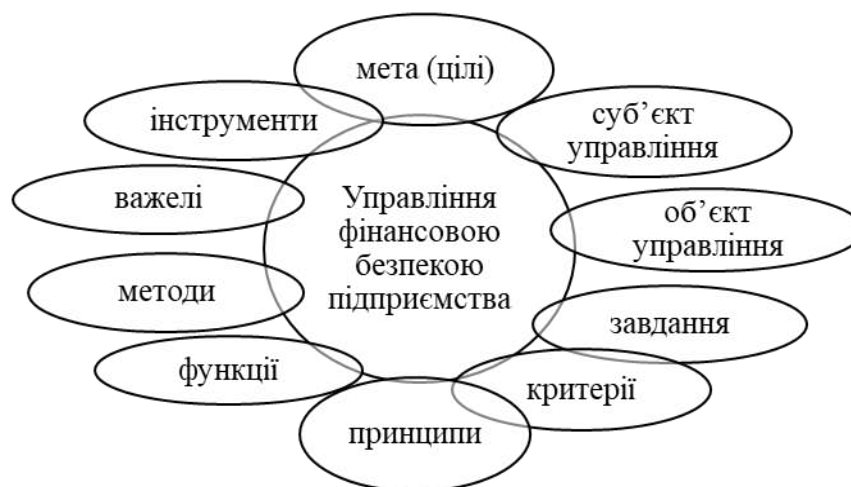 мета (цілі)
суб’єкт
управління
об’єкт
управління
завдання
критерії
принципи
функції
методи
важелі
інструменти
Управління
фінансовою
безпекою
підприємства